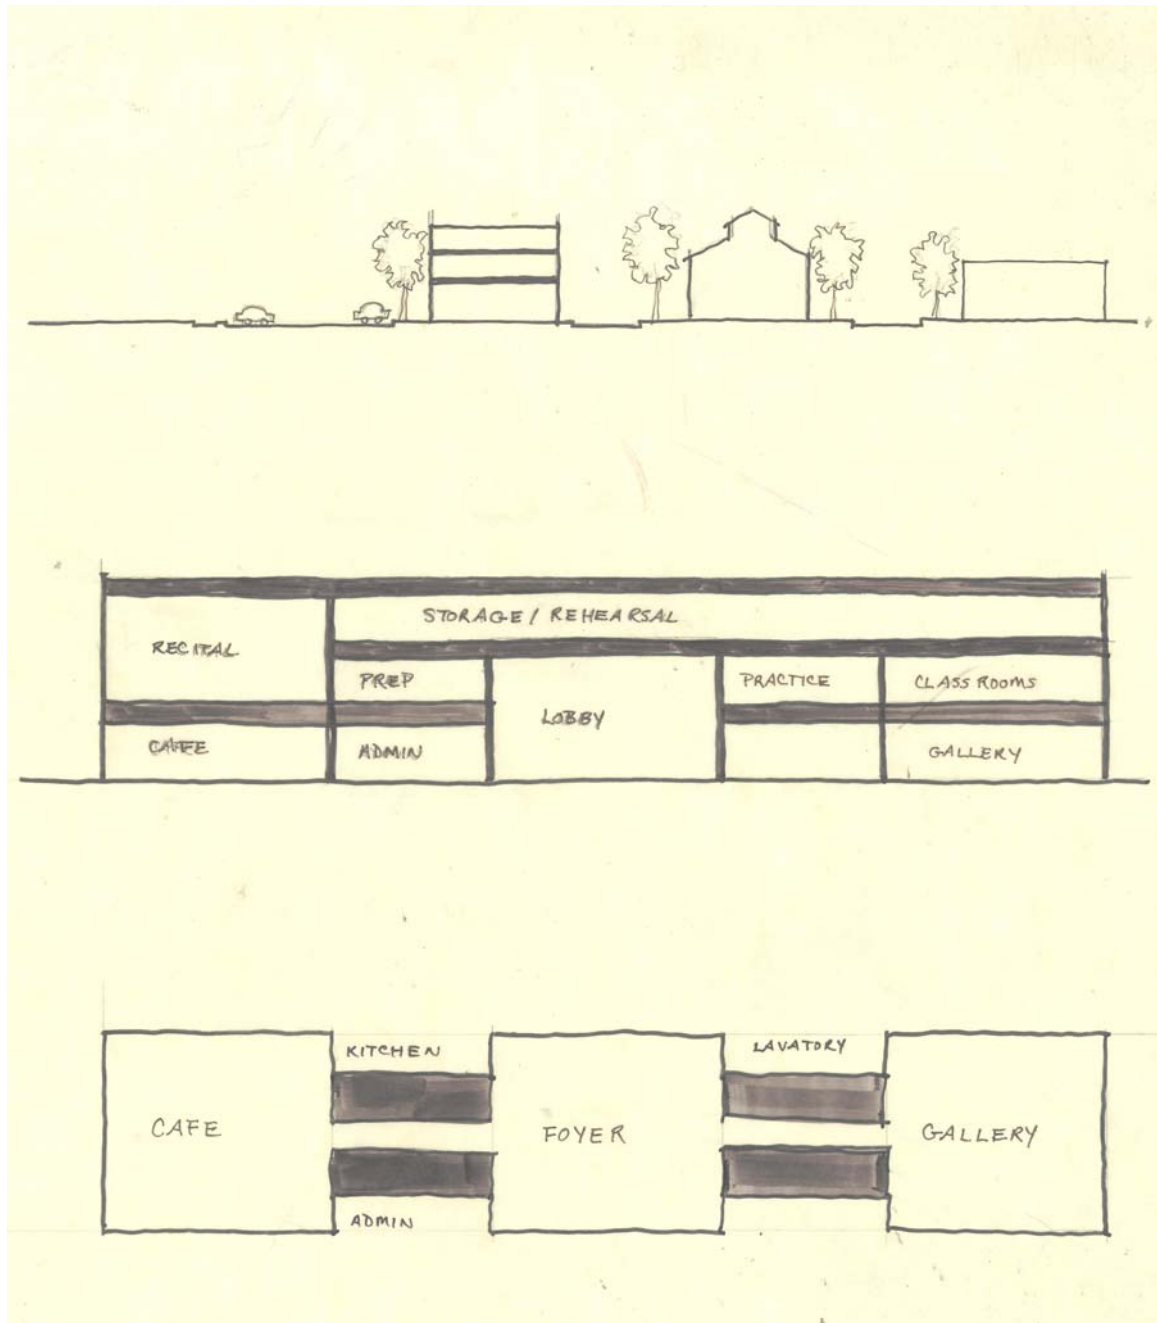 STORAGE / REHEARSAL
RECITAL
PREP
PRACTICE
CLASS ROOMS
LOBBY
CAFE
ADMIN
GALLERY
KITCHEN
LAVATORY
CAFE
FOYER
GALLERY
ADMIN